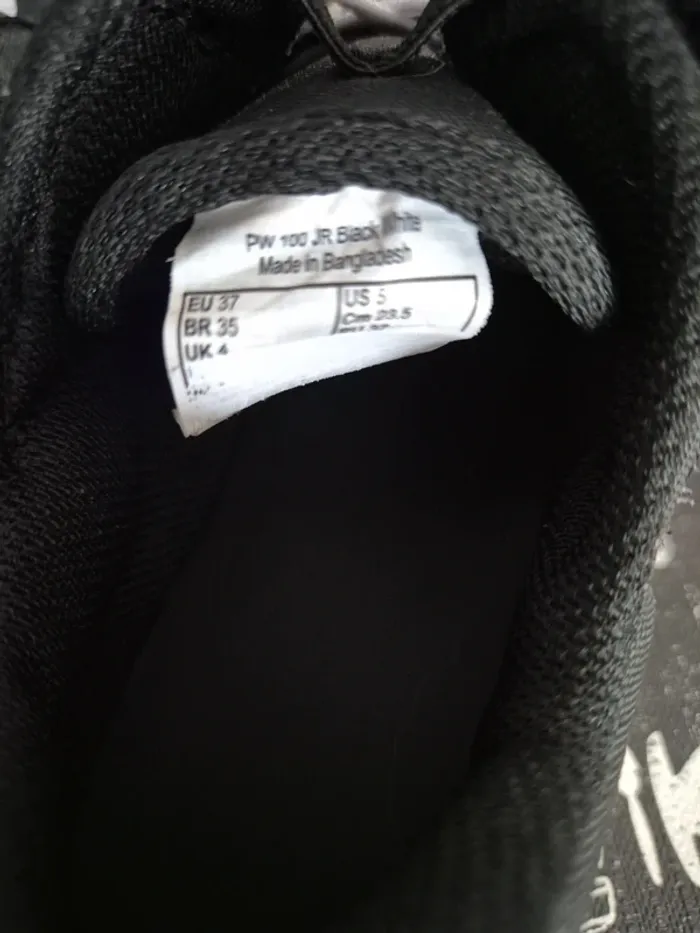 PW 100 JR Black White
Made in Bangladesh
EU 37
US 5
BR 35
Cm 23.5
UK 4